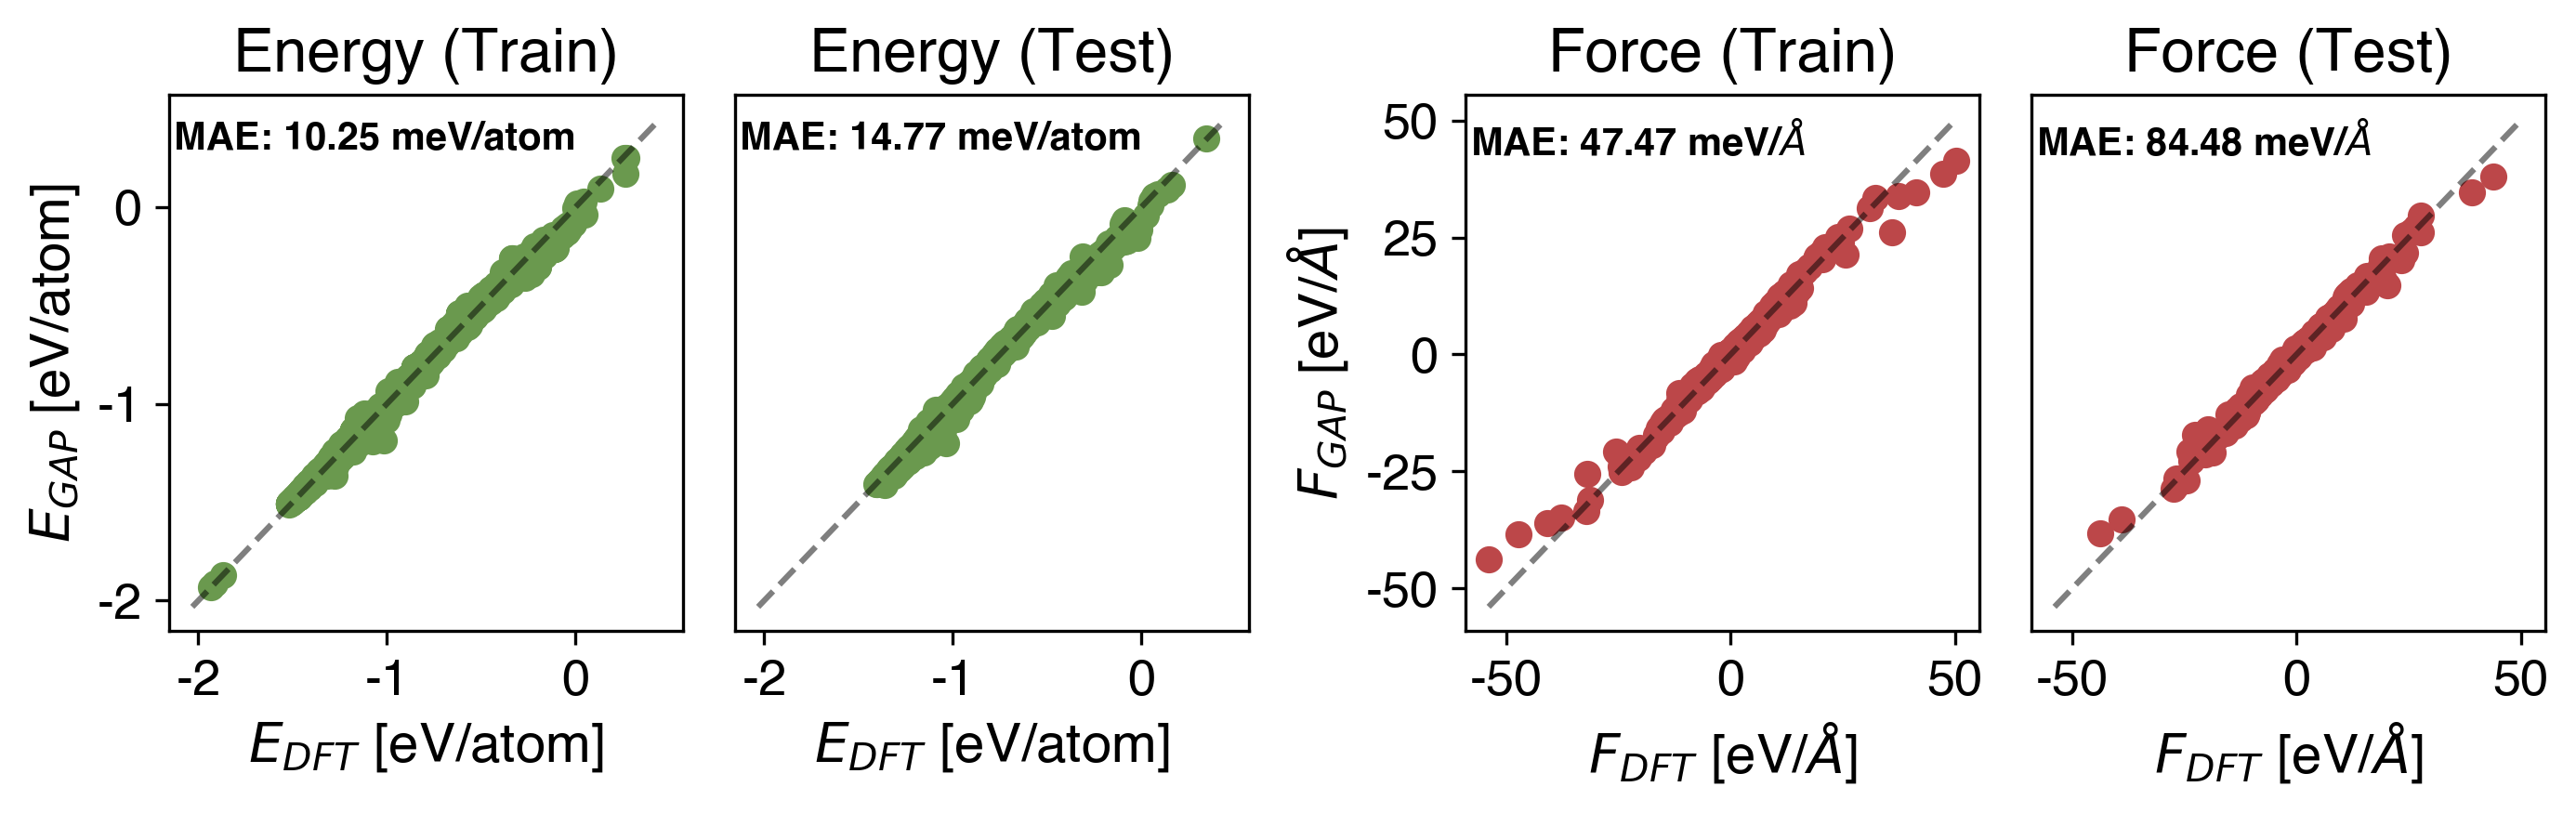 Energy (Train)
MAE: 10.25 meV/atom
E_GAP [eV/atom]
0
-1
-2
-2 -1 0
E_DFT [eV/atom]
Energy (Test)
MAE: 14.77 meV/atom
-2 -1 0
E_DFT [eV/atom]
Force (Train)
MAE: 47.47 meV/Å
F_GAP [eV/Å]
50
25
0
-25
-50
-50 0 50
F_DFT [eV/Å]
Force (Test)
MAE: 84.48 meV/Å
-50 0 50
F_DFT [eV/Å]